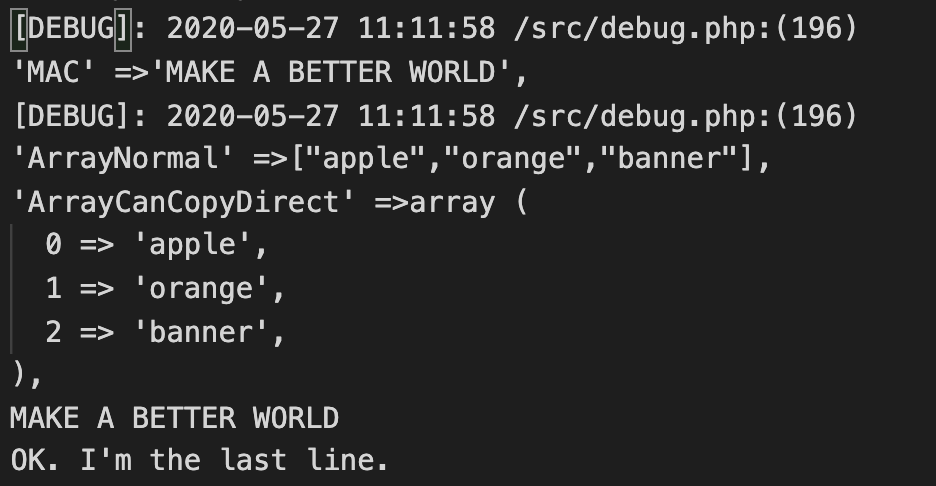 [DEBUG]: 2020-05-27 11:11:58 /src/debug.php:(196)
'MAC' =>'MAKE A BETTER WORLD',
[DEBUG]: 2020-05-27 11:11:58 /src/debug.php:(196)
'ArrayNormal' =>["apple","orange","banner"],
'ArrayCanCopyDirect' =>array (
  0 => 'apple',
  1 => 'orange',
  2 => 'banner',
),
MAKE A BETTER WORLD
OK. I'm the last line.